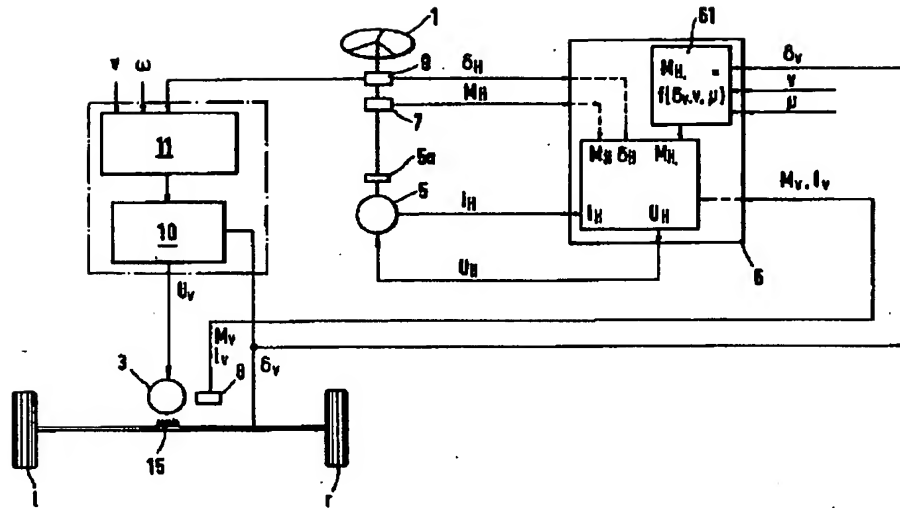 1
61
v ω
9
δH
MH
7
MH. =
f{δv.v, μ}
δv
v
μ
11
5a
MH δH MH.
5
IH
IH UH
Mv. Iv
10
UH
6
Uv
Mv
Iv
3
8
δv
15
l
r